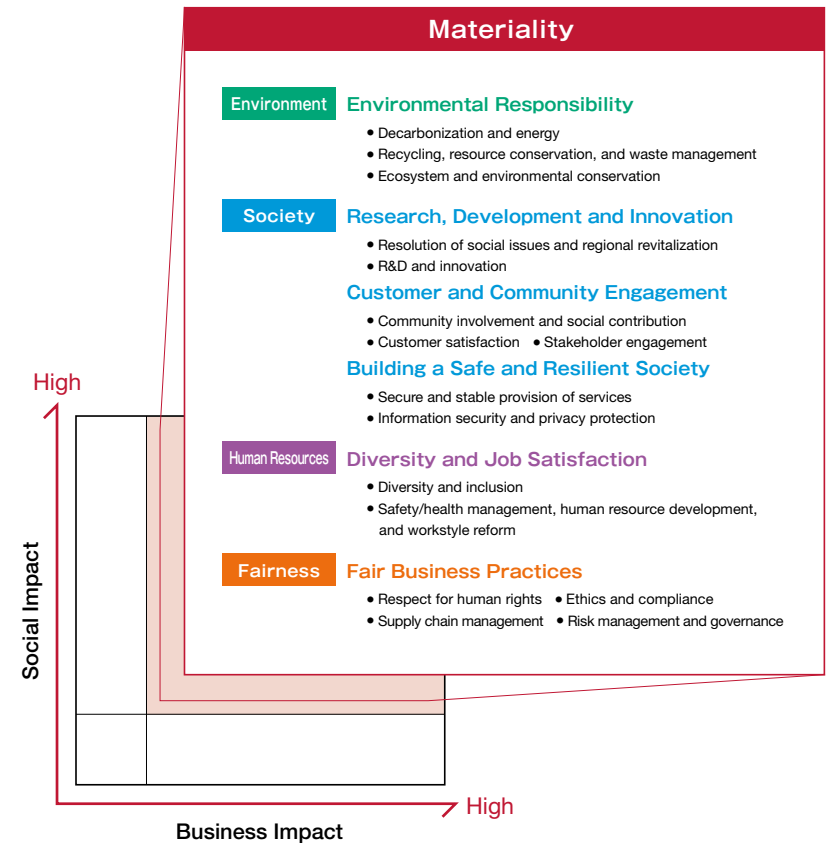 Materiality
Environment Environmental Responsibility
• Decarbonization and energy
• Recycling, resource conservation, and waste management
• Ecosystem and environmental conservation
Society Research, Development and Innovation
• Resolution of social issues and regional revitalization
• R&D and innovation
Customer and Community Engagement
• Community involvement and social contribution
• Customer satisfaction • Stakeholder engagement
Building a Safe and Resilient Society
• Secure and stable provision of services
• Information security and privacy protection
Human Resources Diversity and Job Satisfaction
• Diversity and inclusion
• Safety/health management, human resource development,
and workstyle reform
Fairness Fair Business Practices
• Respect for human rights • Ethics and compliance
• Supply chain management • Risk management and governance
High
Social Impact
High
Business Impact